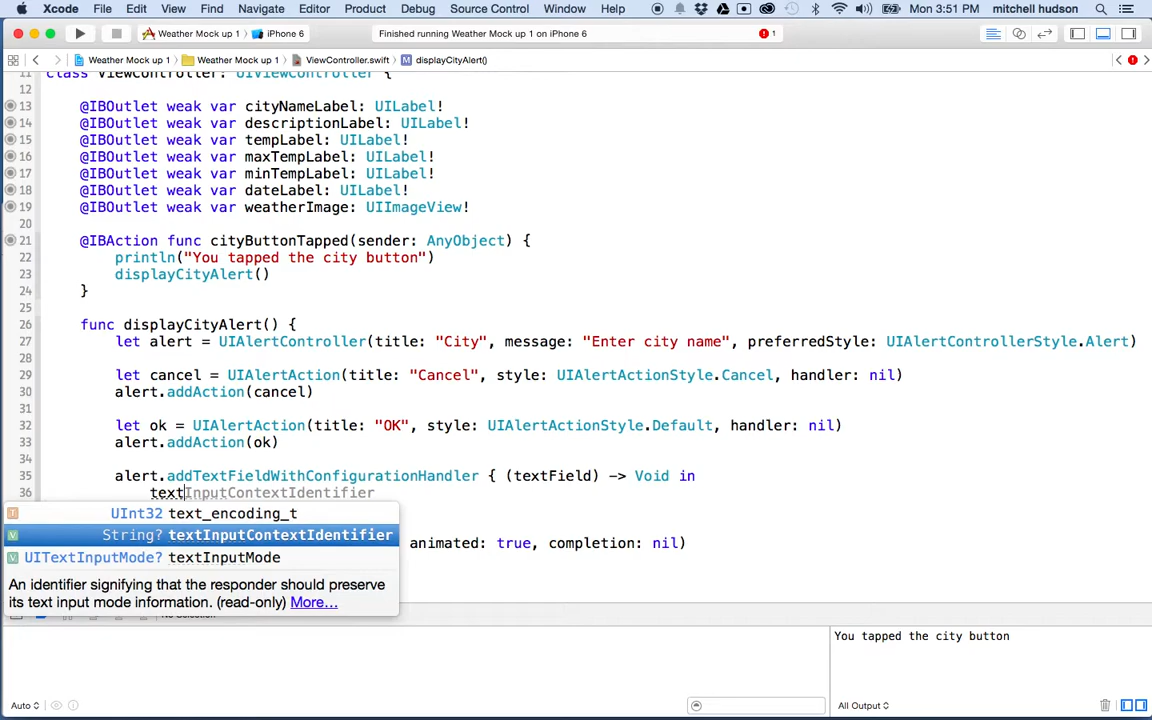 Xcode File Edit View Find Navigate Editor Product Debug Source Control Window Help Mon 3:51 PM mitchell hudson
Weather Mock up 1 iPhone 6 Finished running Weather Mock up 1 on iPhone 6 1
Weather Mock up 1 Weather Mock up 1 ViewController.swift M displayCityAlert()
11 class ViewController: UIViewController {
12
13 @IBOutlet weak var cityNameLabel: UILabel!
14 @IBOutlet weak var descriptionLabel: UILabel!
15 @IBOutlet weak var tempLabel: UILabel!
16 @IBOutlet weak var maxTempLabel: UILabel!
17 @IBOutlet weak var minTempLabel: UILabel!
18 @IBOutlet weak var dateLabel: UILabel!
19 @IBOutlet weak var weatherImage: UIImageView!
20
21 @IBAction func cityButtonTapped(sender: AnyObject) {
22 println("You tapped the city button")
23 displayCityAlert()
24 }
25
26 func displayCityAlert() {
27 let alert = UIAlertController(title: "City", message: "Enter city name", preferredStyle: UIAlertControllerStyle.Alert)
28
29 let cancel = UIAlertAction(title: "Cancel", style: UIAlertActionStyle.Cancel, handler: nil)
30 alert.addAction(cancel)
31
32 let ok = UIAlertAction(title: "OK", style: UIAlertActionStyle.Default, handler: nil)
33 alert.addAction(ok)
34
35 alert.addTextFieldWithConfigurationHandler { (textField) -> Void in
36 textInputContextIdentifier
T UInt32 text_encoding_t
V String? textInputContextIdentifier
animated: true, completion: nil)
V UITextInputMode? textInputMode
An identifier signifying that the responder should preserve
its text input mode information. (read-only) More...
You tapped the city button
Auto All Output